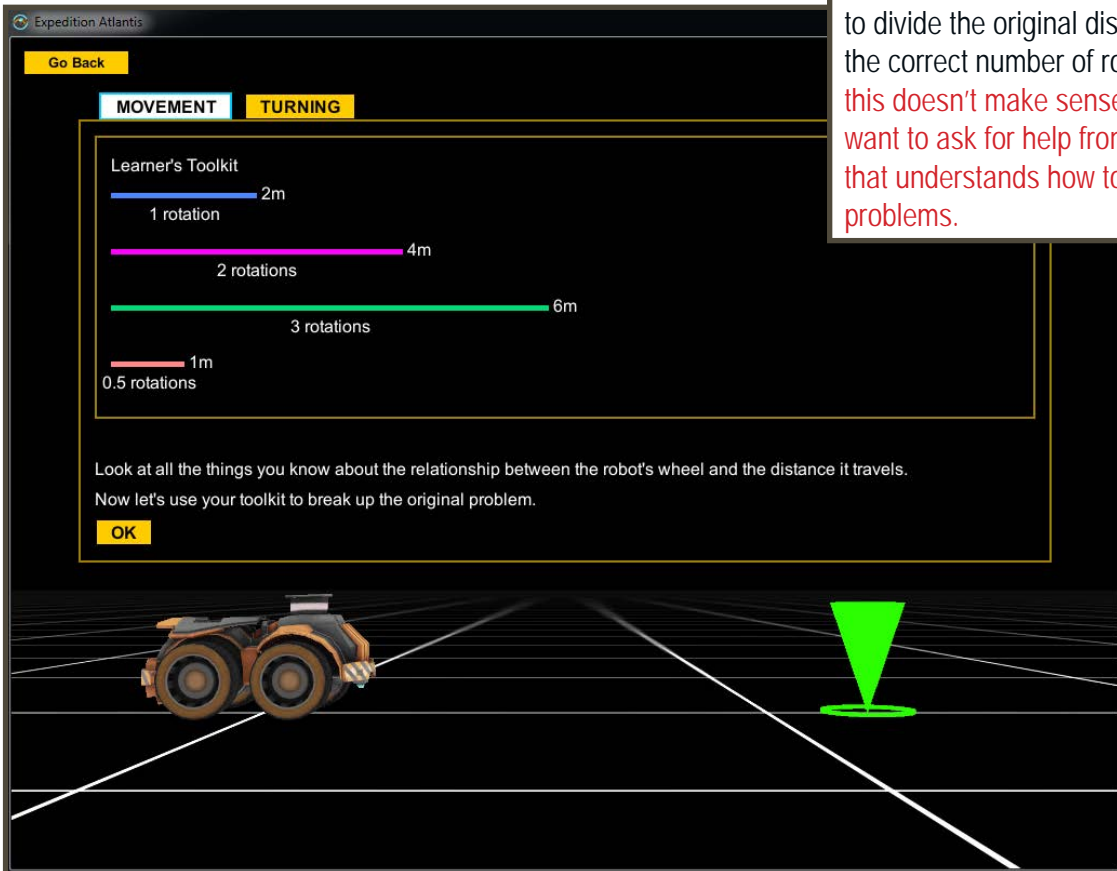 Expedition Atlantis
Go Back
MOVEMENT TURNING
Learner's Toolkit
2m
1 rotation
4m
2 rotations
6m
3 rotations
1m
0.5 rotations
Look at all the things you know about the relationship between the robot's wheel and the distance it travels.
Now let's use your toolkit to break up the original problem.
OK
to divide the original
the correct number of
this doesn't make
want to ask for help
that understands how
problems.